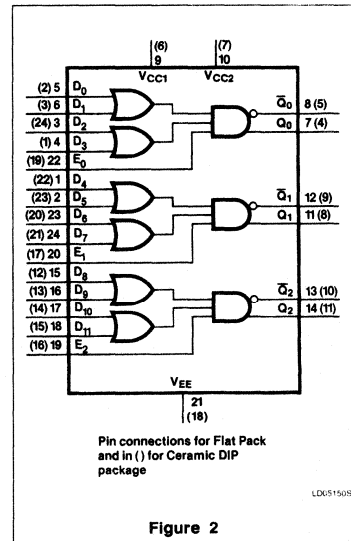 (6) (7)
9 10
VCC1 VCC2
(2) 5 D0
(3) 6 D1
(24) 3 D2
(1) 4 D3
(19) 22 E0
Q̅0 8 (5)
Q0 7 (4)
(22) 1 D4
(23) 2 D5
(20) 23 D6
(21) 24 D7
(17) 20 E1
Q̅1 12 (9)
Q1 11 (8)
(12) 15 D8
(13) 16 D9
(14) 17 D10
(15) 18 D11
(16) 19 E2
Q̅2 13 (10)
Q2 14 (11)
VEE
21
(18)
Pin connections for Flat Pack
and in ( ) for Ceramic DIP
package
LD05150S
Figure 2